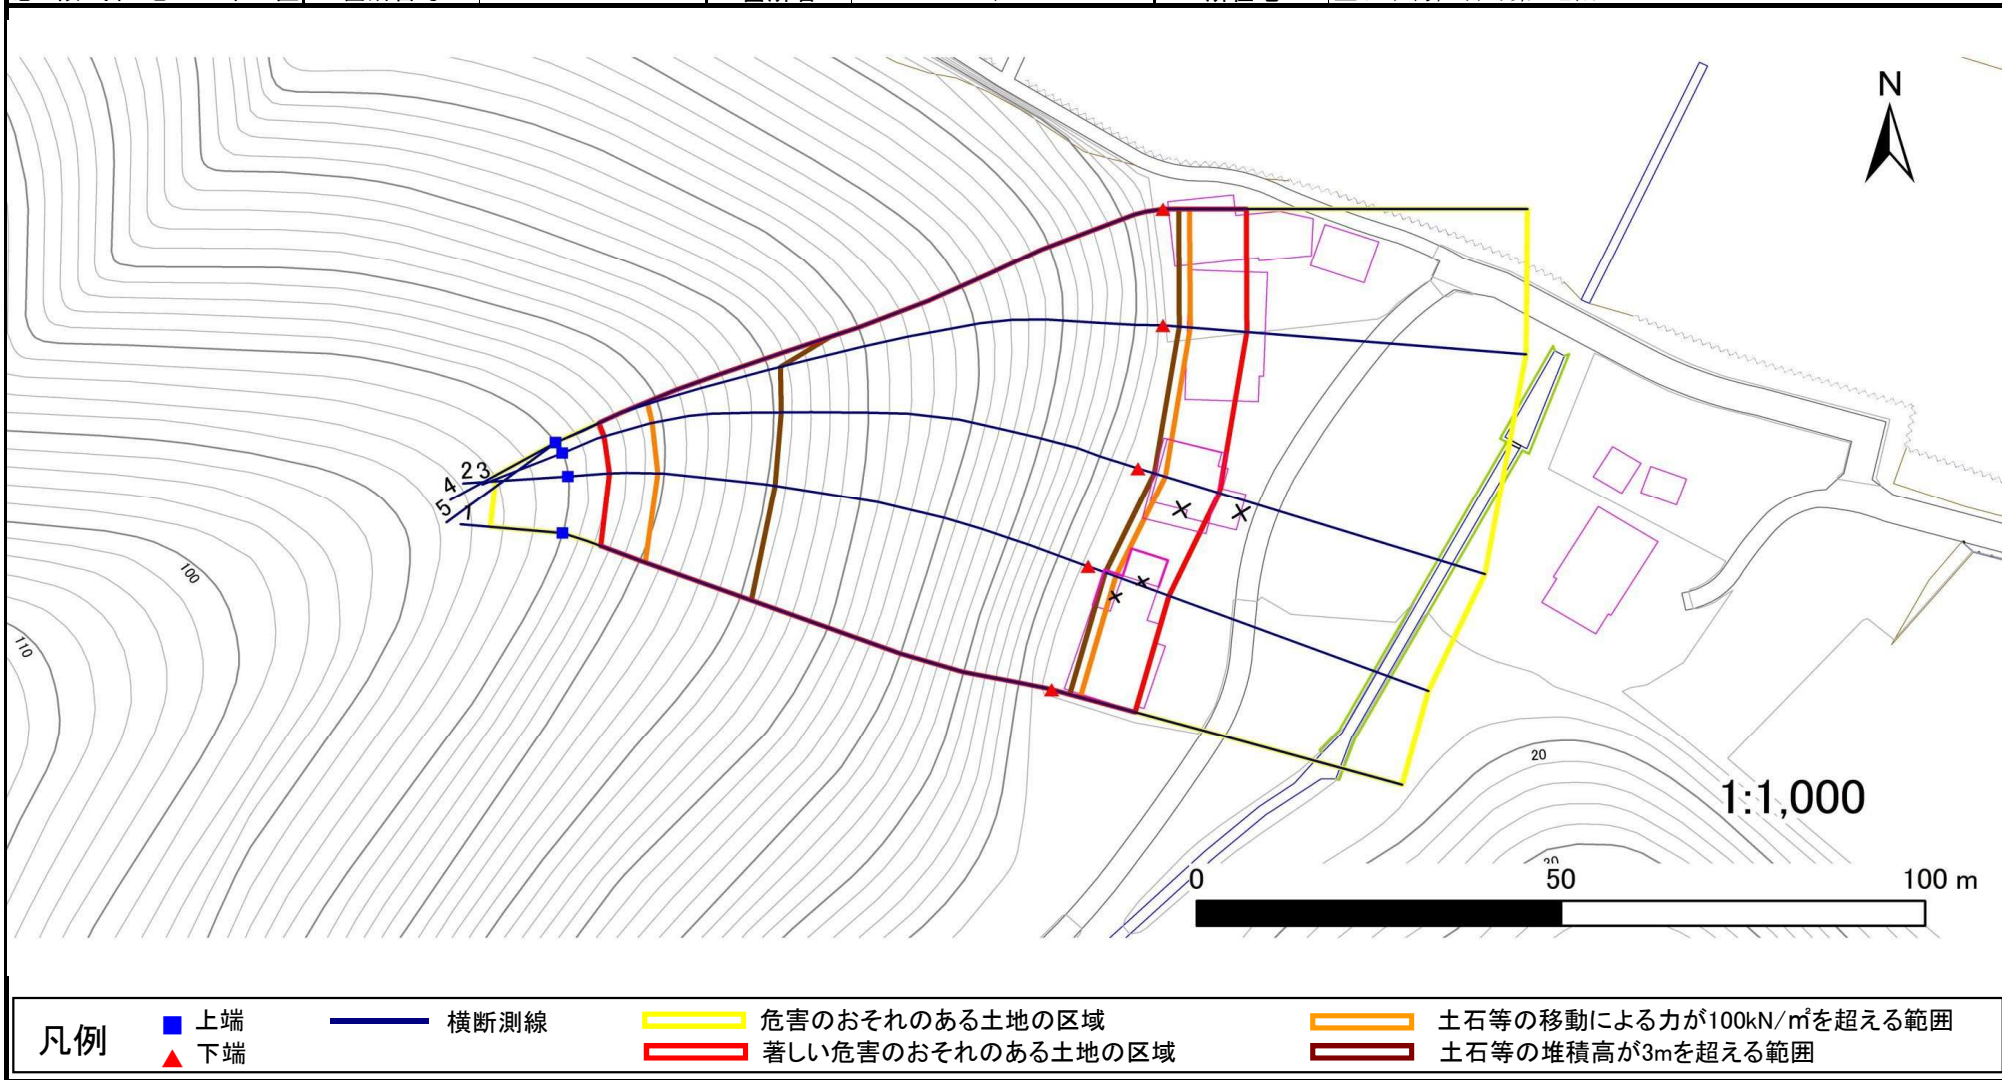 N
2 3
4
5
1
100
110
20
1:1,000
0 50 100 m
凡例
上端
下端
横断測線
危害のおそれのある土地の区域
著しい危害のおそれのある土地の区域
土石等の移動による力が100kN/㎡を超える範囲
土石等の堆積高が3mを超える範囲